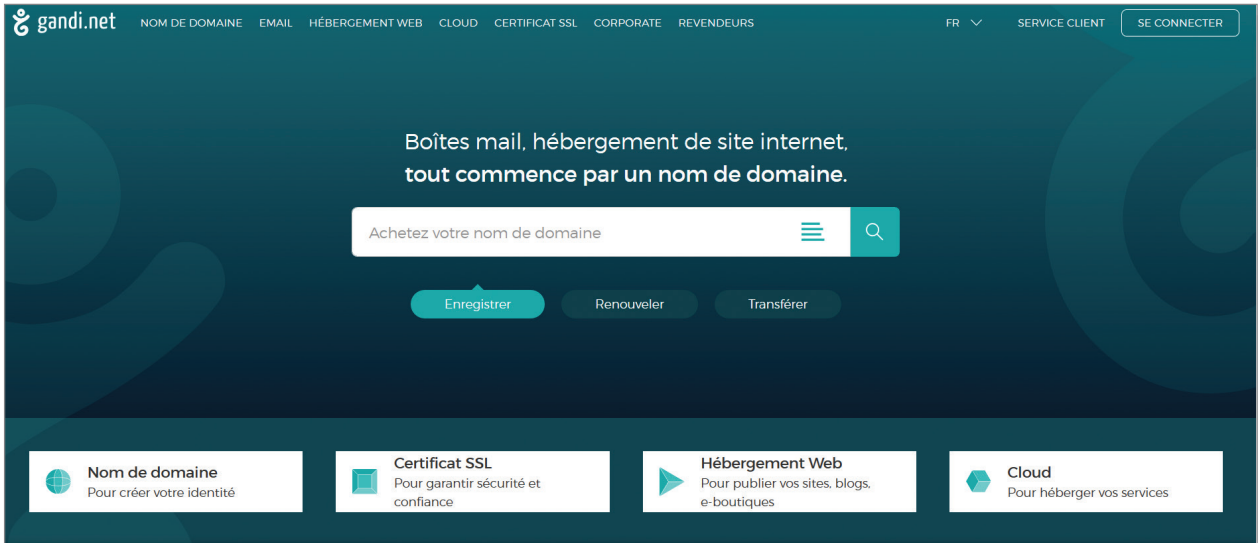 gandi.net NOM DE DOMAINE EMAIL HÉBERGEMENT WEB CLOUD CERTIFICAT SSL CORPORATE REVENDEURS FR SERVICE CLIENT SE CONNECTER
Boîtes mail, hébergement de site internet,
tout commence par un nom de domaine.
Achetez votre nom de domaine
Enregistrer Renouveler Transférer
Nom de domaine
Pour créer votre identité
Certificat SSL
Pour garantir sécurité et
confiance
Hébergement Web
Pour publier vos sites, blogs,
e-boutiques
Cloud
Pour héberger vos services